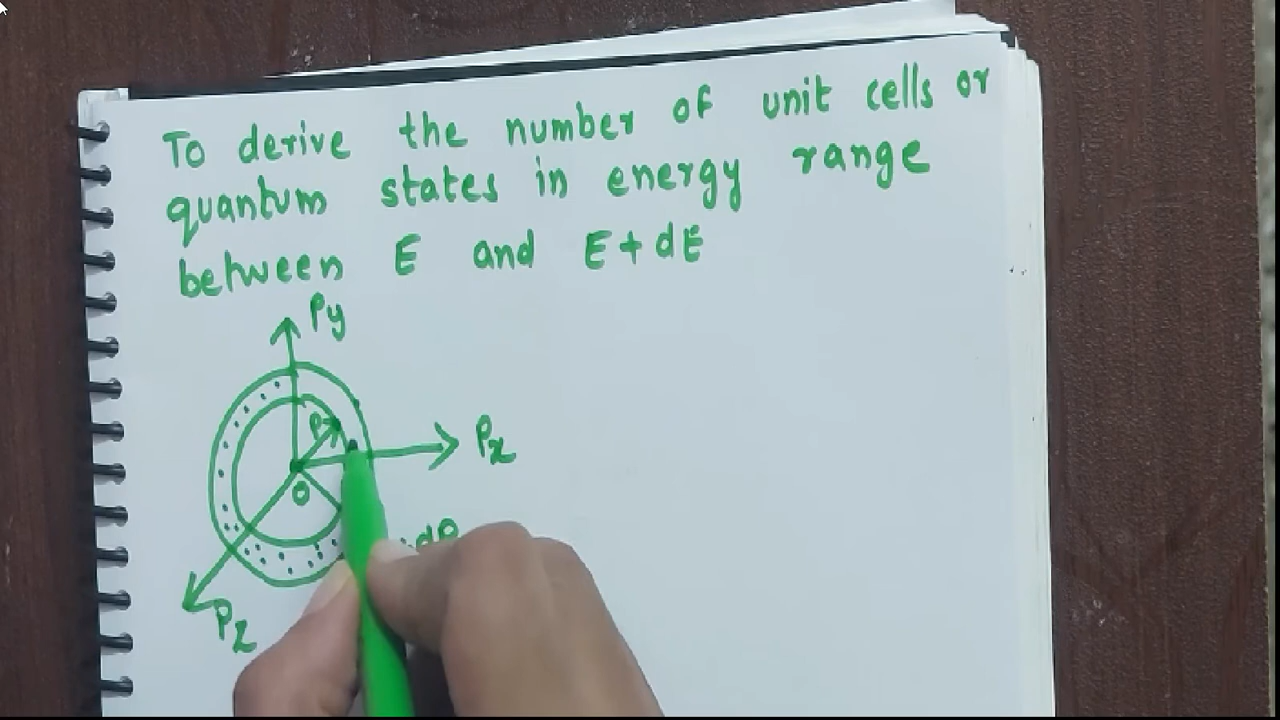 To derive the number of unit cells or
quantum states in energy range
between E and E + dE
Py
P
Px
O
Pz